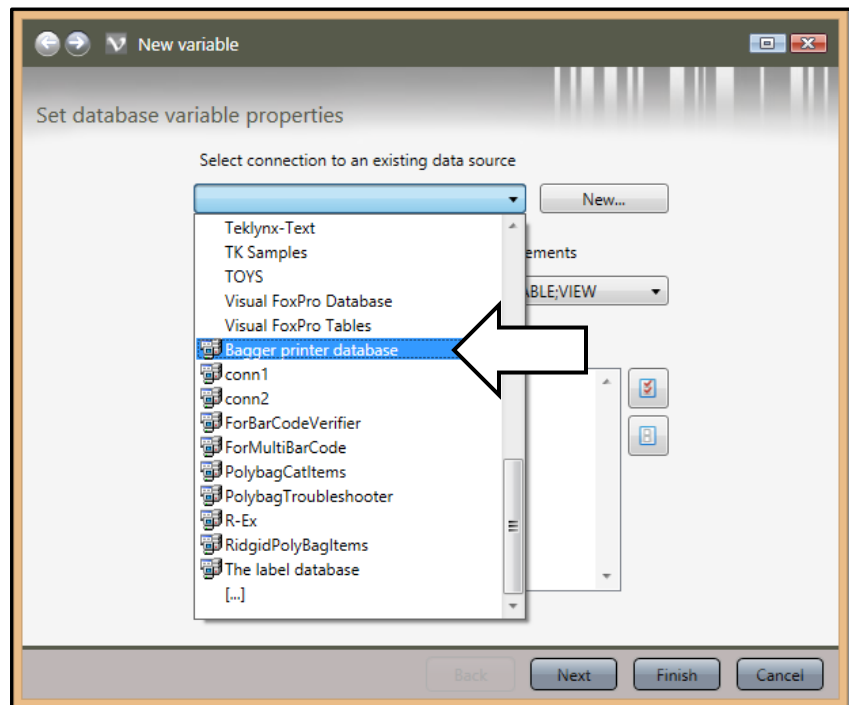 New variable
Set database variable properties
Select connection to an existing data source
New...
Teklynx-Text
TK Samples
ements
TOYS
Visual FoxPro Database
ABLE;VIEW
Visual FoxPro Tables
Bagger printer database
conn1
conn2
ForBarCodeVerifier
ForMultiBarCode
PolybagCatItems
PolybagTroubleshooter
R-Ex
RidgidPolyBagItems
The label database
[...]
Back Next Finish Cancel